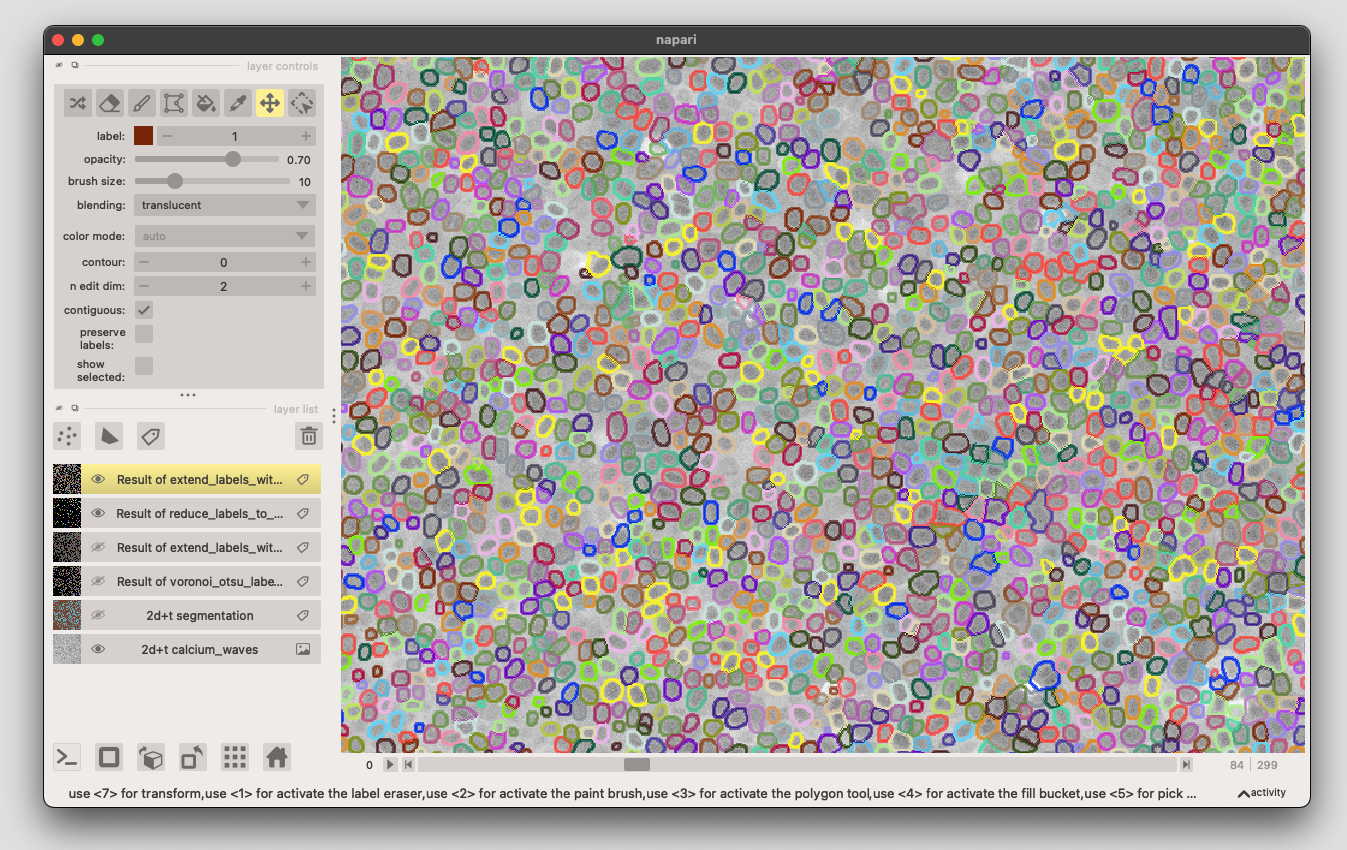 napari
layer controls
label: 1
opacity: 0.70
brush size: 10
blending: translucent
color mode: auto
contour: 0
n edit dim: 2
contiguous:
preserve
labels:
show
selected:
layer list
Result of extend_labels_wit...
Result of reduce_labels_to_...
Result of extend_labels_wit...
Result of voronoi_otsu_labe...
2d+t segmentation
2d+t calcium_waves
0 84 299
use <7> for transform,use <1> for activate the label eraser,use <2> for activate the paint brush,use <3> for activate the polygon tool,use <4> for activate the fill bucket,use <5> for pick ... activity